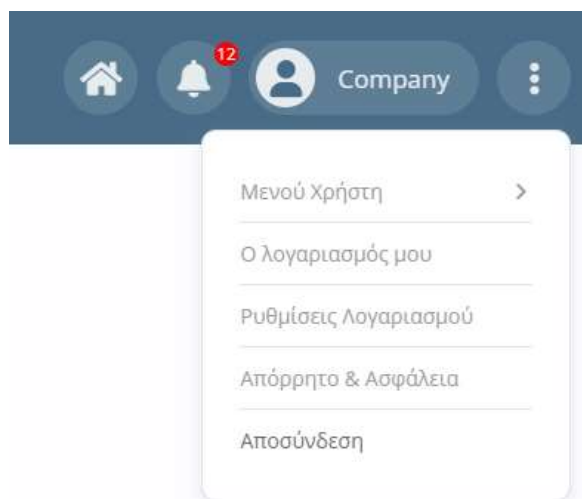 12
Company
Μενού Χρήστη
Ο λογαριασμός μου
Ρυθμίσεις Λογαριασμού
Απόρρητο & Ασφάλεια
Αποσύνδεση